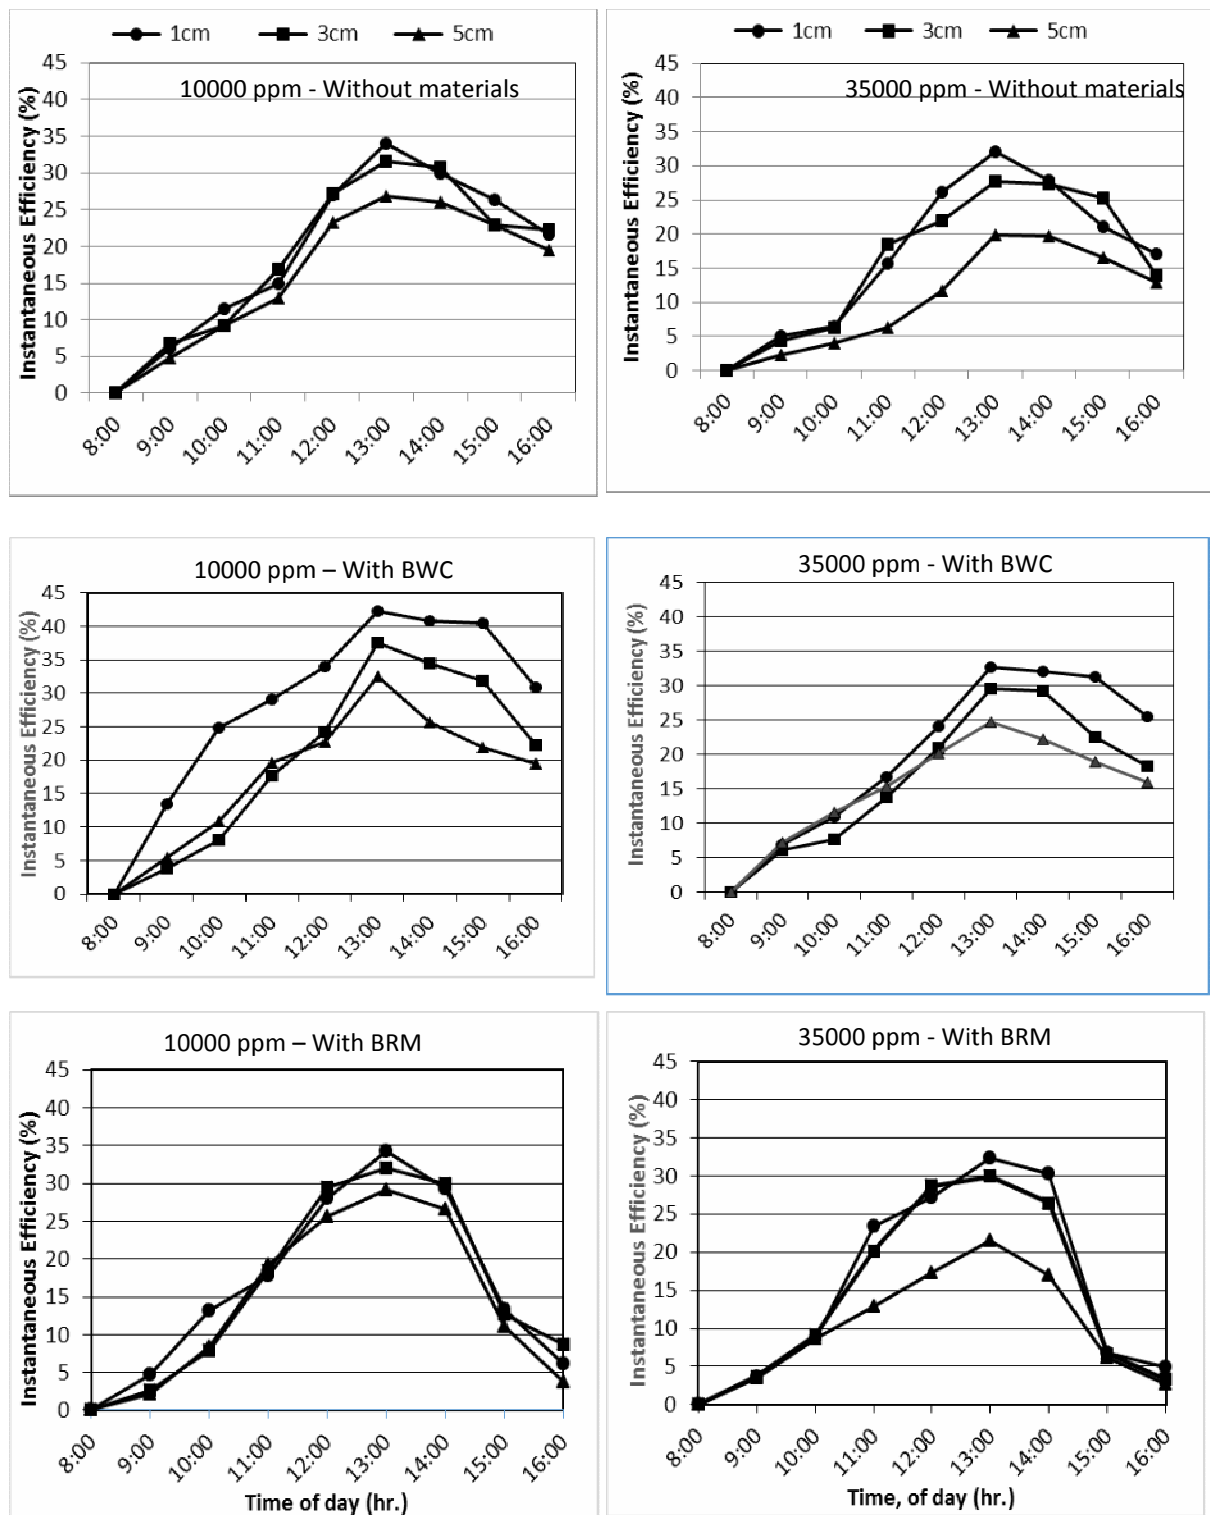 1cm 3cm 5cm
10000 ppm - Without materials
Instantaneous Efficiency (%)
45
40
35
30
25
20
15
10
5
0
8:00 9:00 10:00 11:00 12:00 13:00 14:00 15:00 16:00
1cm 3cm 5cm
35000 ppm - Without materials
Instantaneous Efficiency (%)
45
40
35
30
25
20
15
10
5
0
8:00 9:00 10:00 11:00 12:00 13:00 14:00 15:00 16:00
10000 ppm – With BWC
Instantaneous Efficiency (%)
45
40
35
30
25
20
15
10
5
0
8:00 9:00 10:00 11:00 12:00 13:00 14:00 15:00 16:00
35000 ppm - With BWC
Instantaneous Efficiency (%)
45
40
35
30
25
20
15
10
5
0
8:00 9:00 10:00 11:00 12:00 13:00 14:00 15:00 16:00
10000 ppm – With BRM
Instantaneous Efficiency (%)
45
40
35
30
25
20
15
10
5
0
8:00 9:00 10:00 11:00 12:00 13:00 14:00 15:00 16:00
Time of day (hr.)
35000 ppm - With BRM
Instantaneous Efficiency (%)
45
40
35
30
25
20
15
10
5
0
8:00 9:00 10:00 11:00 12:00 13:00 14:00 15:00 16:00
Time, of day (hr.)